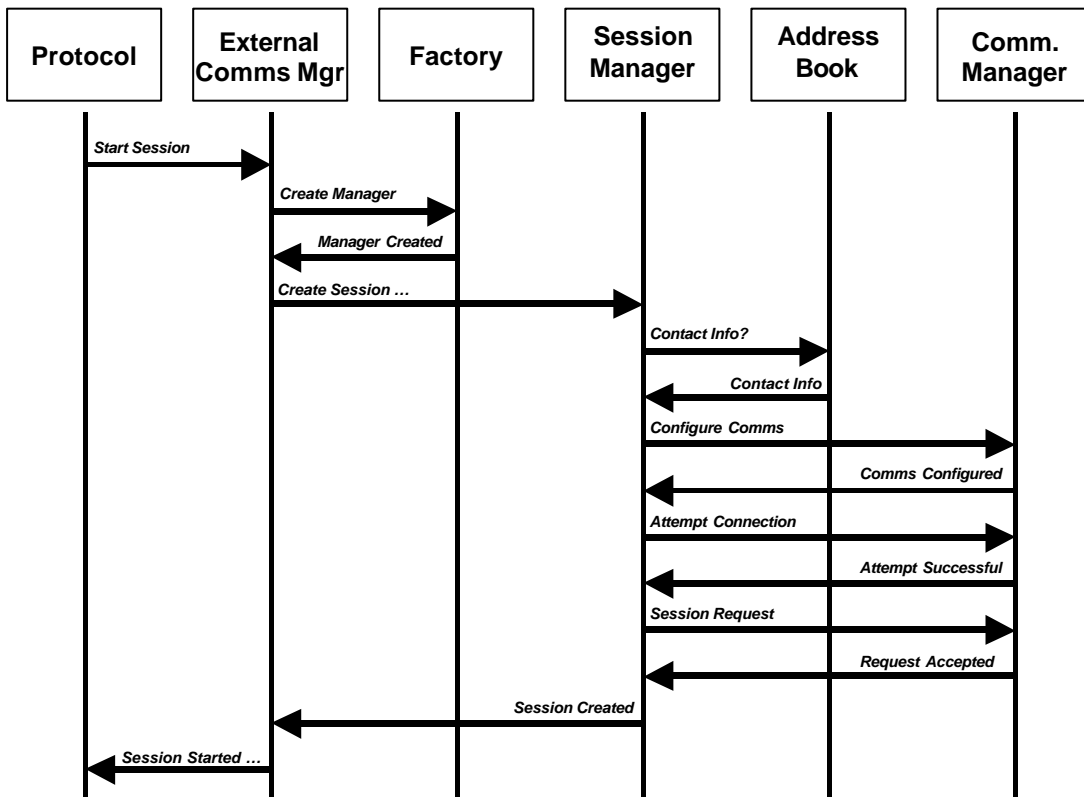 Protocol
External
Comms Mgr
Factory
Session
Manager
Address
Book
Comm.
Manager
Start Session
Create Manager
Manager Created
Create Session …
Contact Info?
Contact Info
Configure Comms
Comms Configured
Attempt Connection
Attempt Successful
Session Request
Request Accepted
Session Created
Session Started …